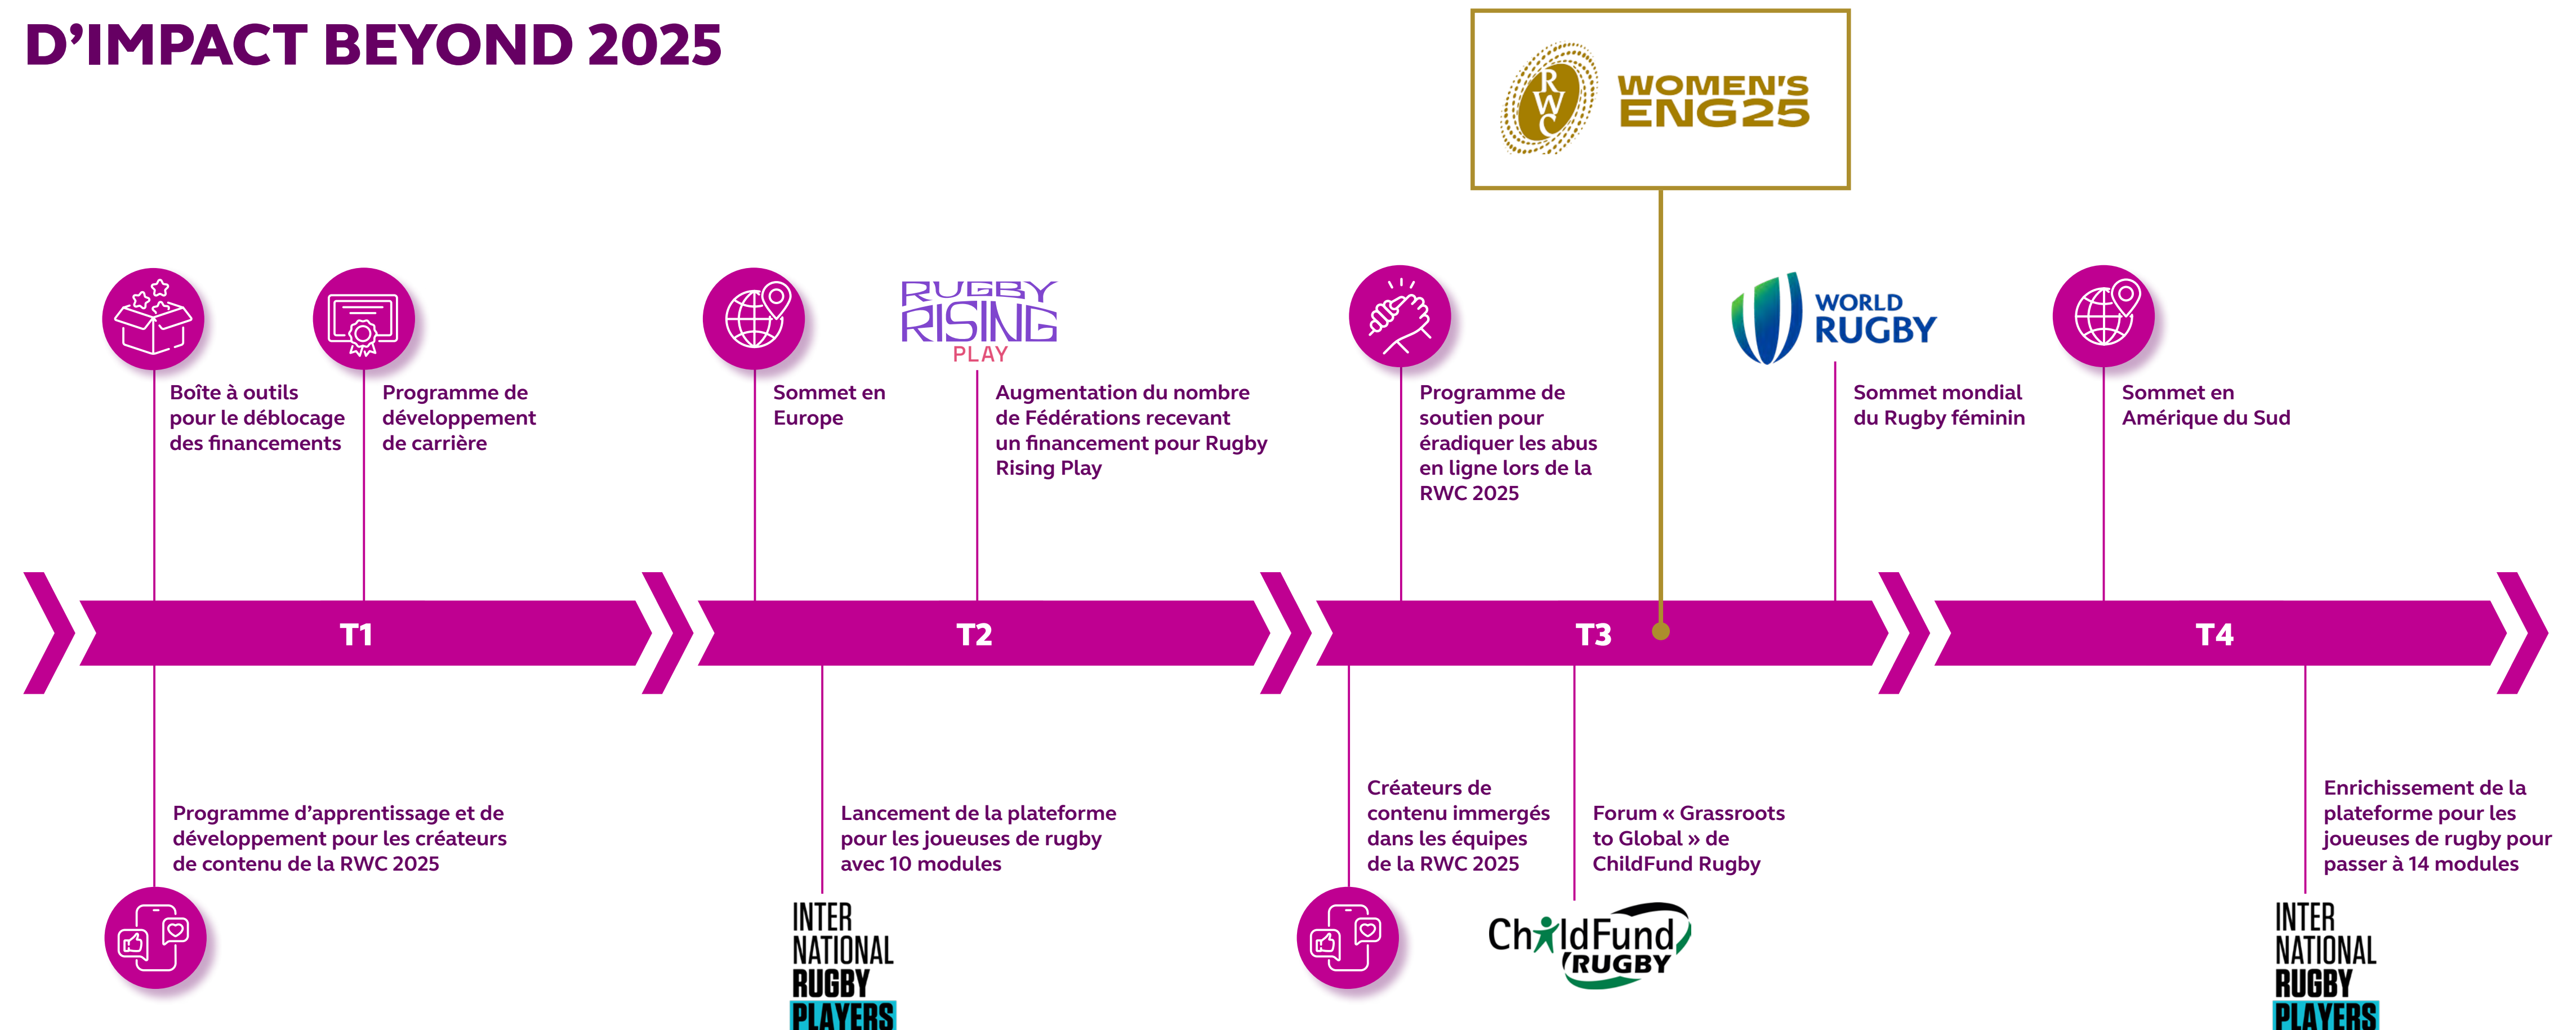 D’IMPACT BEYOND 2025
RWC
WOMEN'S
ENG25
Boîte à outils
pour le déblocage
des financements
Programme de
développement
de carrière
Sommet en
Europe
RUGBY
RISING
PLAY
Augmentation du nombre
de Fédérations recevant
un financement pour Rugby
Rising Play
Programme de
soutien pour
éradiquer les abus
en ligne lors de la
RWC 2025
WORLD
RUGBY
Sommet mondial
du Rugby féminin
Sommet en
Amérique du Sud
T1
T2
T3
T4
Programme d’apprentissage et de
développement pour les créateurs
de contenu de la RWC 2025
Lancement de la plateforme
pour les joueuses de rugby
avec 10 modules
INTER
NATIONAL
RUGBY
PLAYERS
Créateurs de
contenu immergés
dans les équipes
de la RWC 2025
Forum « Grassroots
to Global » de
ChildFund Rugby
ChildFund
RUGBY
Enrichissement de la
plateforme pour les
joueuses de rugby pour
passer à 14 modules
INTER
NATIONAL
RUGBY
PLAYERS